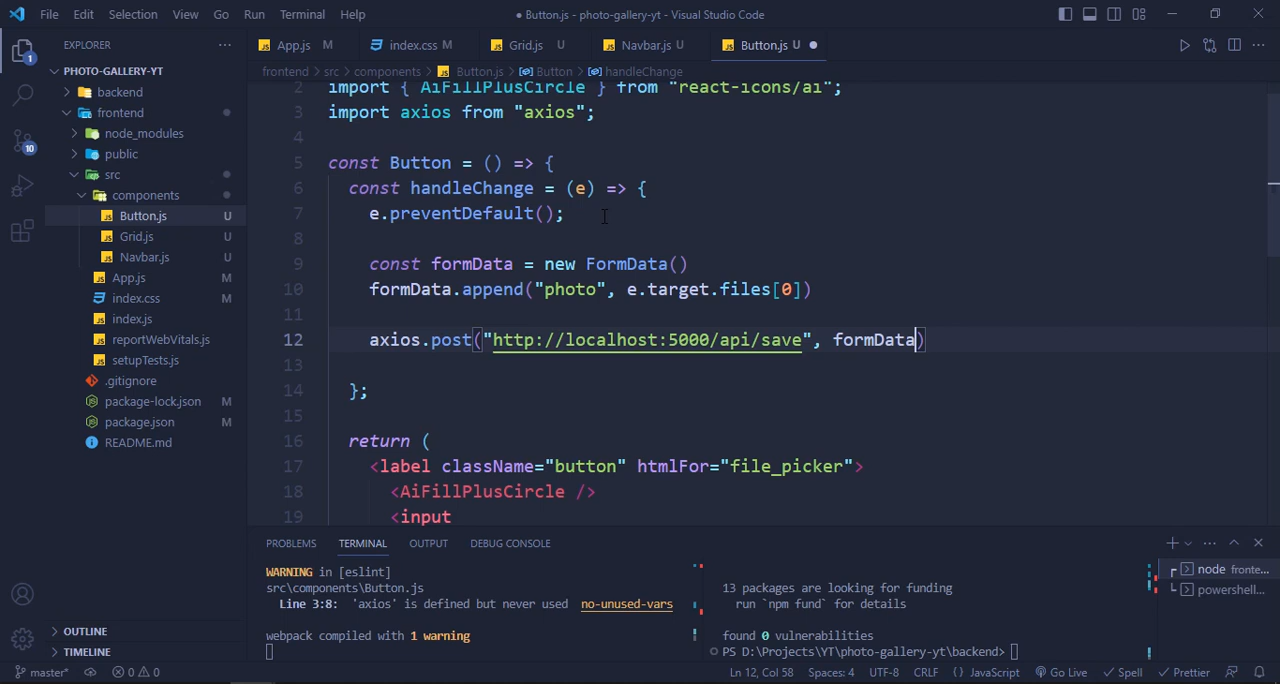 File Edit Selection View Go Run Terminal Help
● Button.js - photo-gallery-yt - Visual Studio Code
EXPLORER
PHOTO-GALLERY-YT
backend
frontend
node_modules
public
src
components
Button.js U
Grid.js U
Navbar.js U
App.js M
index.css M
index.js
reportWebVitals.js
setupTests.js
.gitignore
package-lock.json M
package.json M
README.md
OUTLINE
TIMELINE
1
10
App.js M index.css M Grid.js U Navbar.js U Button.js U
frontend > src > components > Button.js > Button > handleChange
2 import { AiFillPlusCircle } from "react-icons/ai";
3 import axios from "axios";
4
5 const Button = () => {
6 const handleChange = (e) => {
7 e.preventDefault();
8
9 const formData = new FormData()
10 formData.append("photo", e.target.files[0])
11
12 axios.post("http://localhost:5000/api/save", formData)
13
14 };
15
16 return (
17 <label className="button" htmlFor="file_picker">
18 <AiFillPlusCircle />
19 <input
PROBLEMS TERMINAL OUTPUT DEBUG CONSOLE
WARNING in [eslint]
src\components\Button.js
Line 3:8: 'axios' is defined but never used no-unused-vars
webpack compiled with 1 warning
13 packages are looking for funding
run `npm fund` for details
found 0 vulnerabilities
PS D:\Projects\YT\photo-gallery-yt\backend>
node fronte...
powershell...
master* 0 0 Ln 12, Col 58 Spaces: 4 UTF-8 CRLF {} JavaScript Go Live Spell Prettier